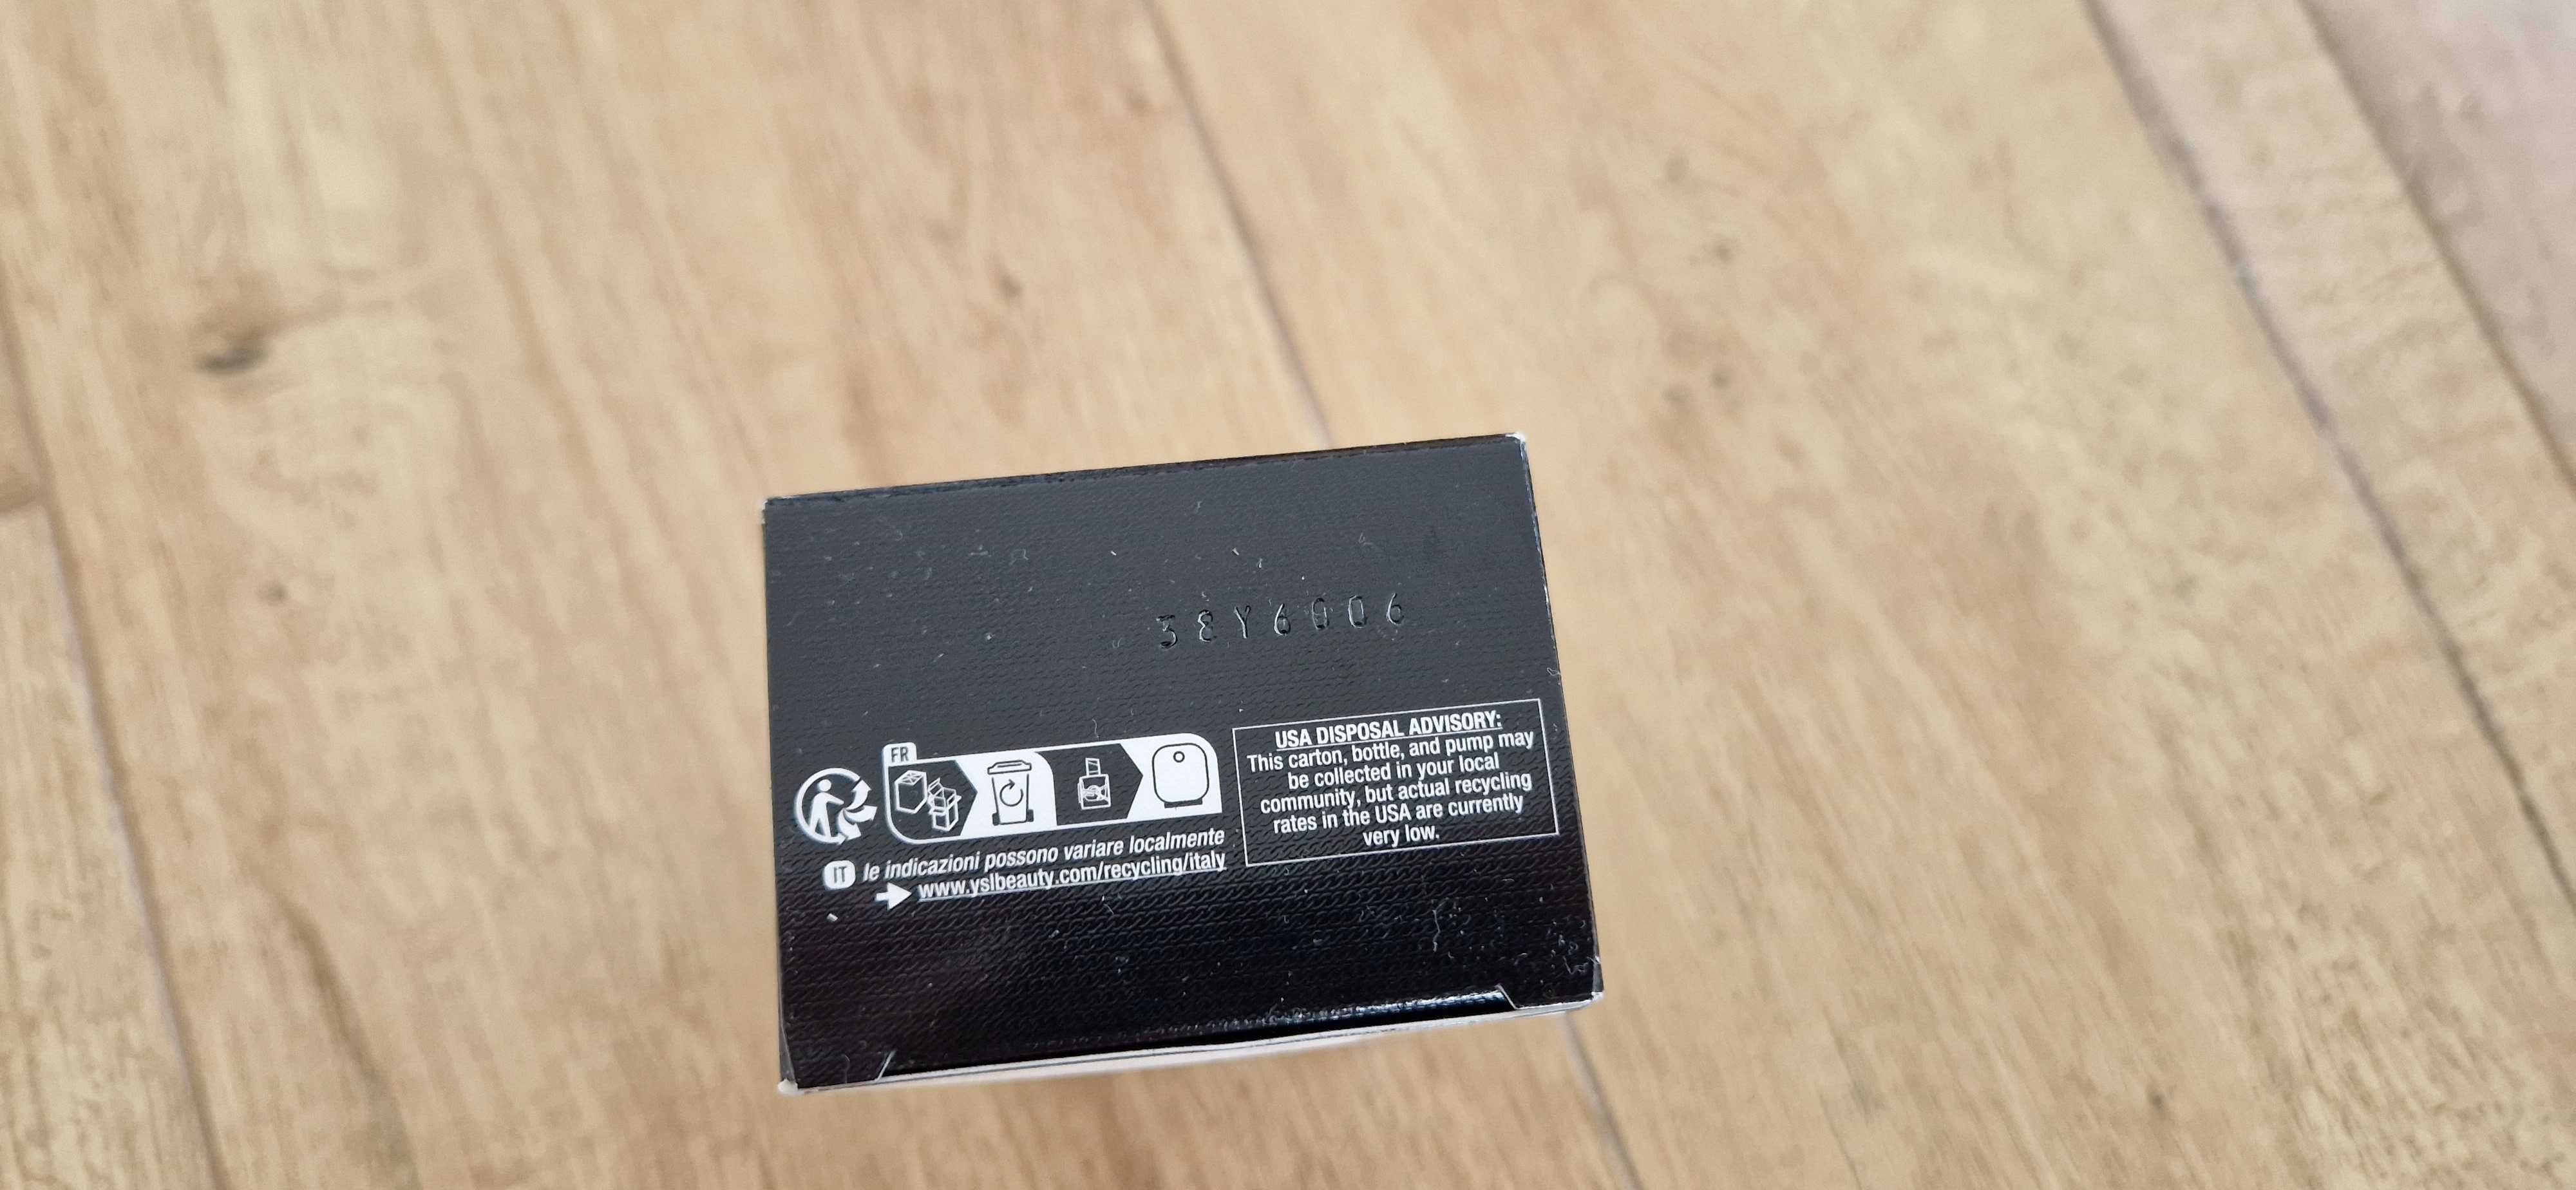 38Y6006
FR
USA DISPOSAL ADVISORY:
This carton, bottle, and pump may
be collected in your local
community, but actual recycling
rates in the USA are currently
very low.
IT le indicazioni possono variare localmente
www.yslbeauty.com/recycling/italy